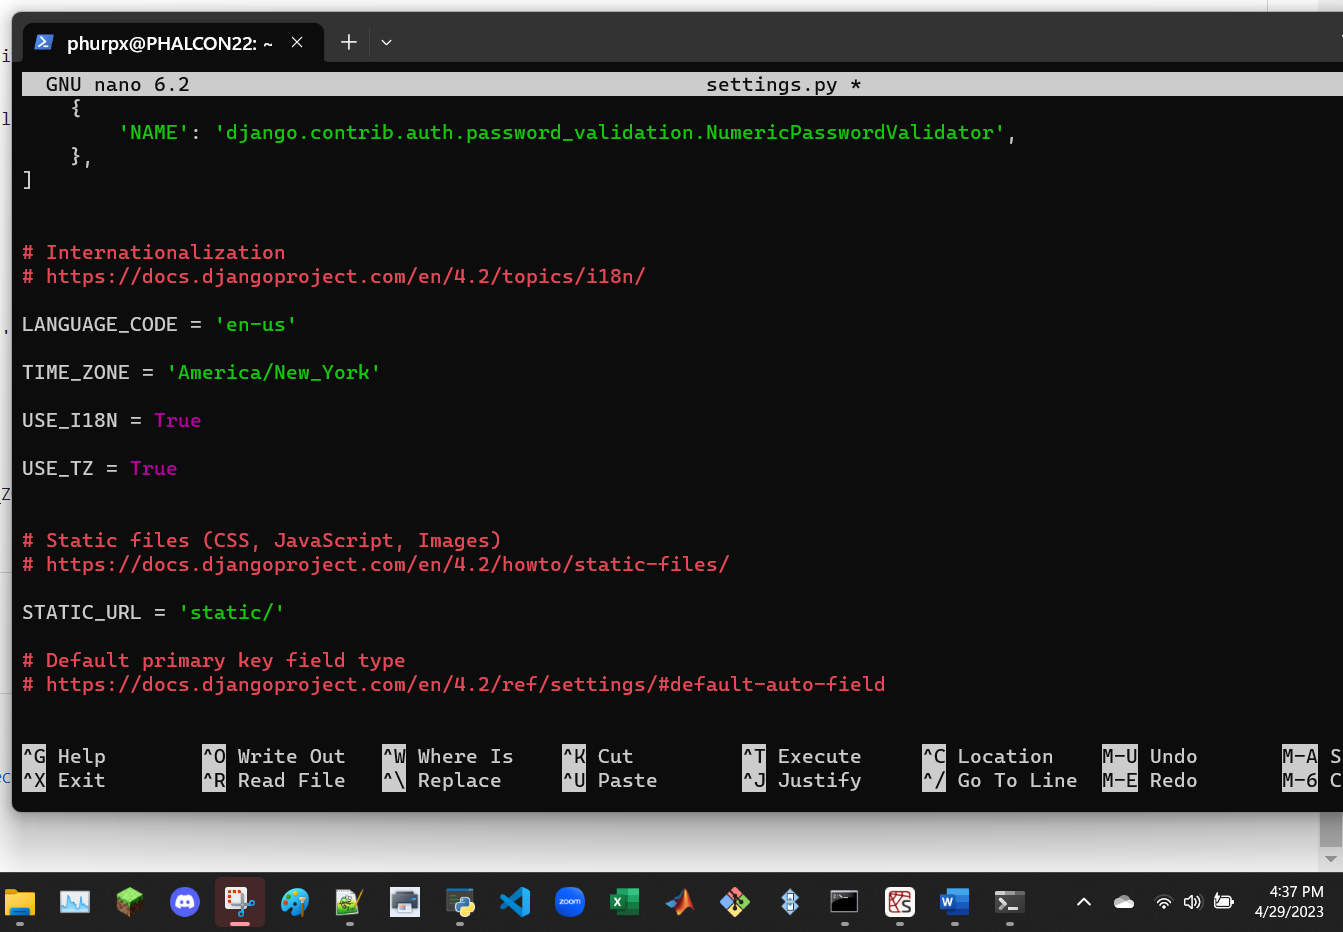 phurpx@PHALCON22: ~
GNU nano 6.2 settings.py *
{
'NAME': 'django.contrib.auth.password_validation.NumericPasswordValidator',
},
]
# Internationalization
# https://docs.djangoproject.com/en/4.2/topics/i18n/
LANGUAGE_CODE = 'en-us'
TIME_ZONE = 'America/New_York'
USE_I18N = True
USE_TZ = True
# Static files (CSS, JavaScript, Images)
# https://docs.djangoproject.com/en/4.2/howto/static-files/
STATIC_URL = 'static/'
# Default primary key field type
# https://docs.djangoproject.com/en/4.2/ref/settings/#default-auto-field
^G Help ^O Write Out ^W Where Is ^K Cut ^T Execute ^C Location M-U Undo M-A S
^X Exit ^R Read File ^\ Replace ^U Paste ^J Justify ^/ Go To Line M-E Redo M-6 C
zoom
4:37 PM
4/29/2023